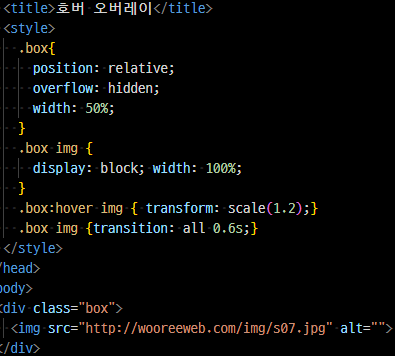 <title>호버 오버레이</title>
<style>
.box{
position: relative;
overflow: hidden;
width: 50%;
}
.box img {
display: block; width: 100%;
}
.box:hover img { transform: scale(1.2);}
.box img {transition: all 0.6s;}
</style>
/head>
body>
<div class="box">
<img src="http://wooreeweb.com/img/s07.jpg" alt="">
</div>